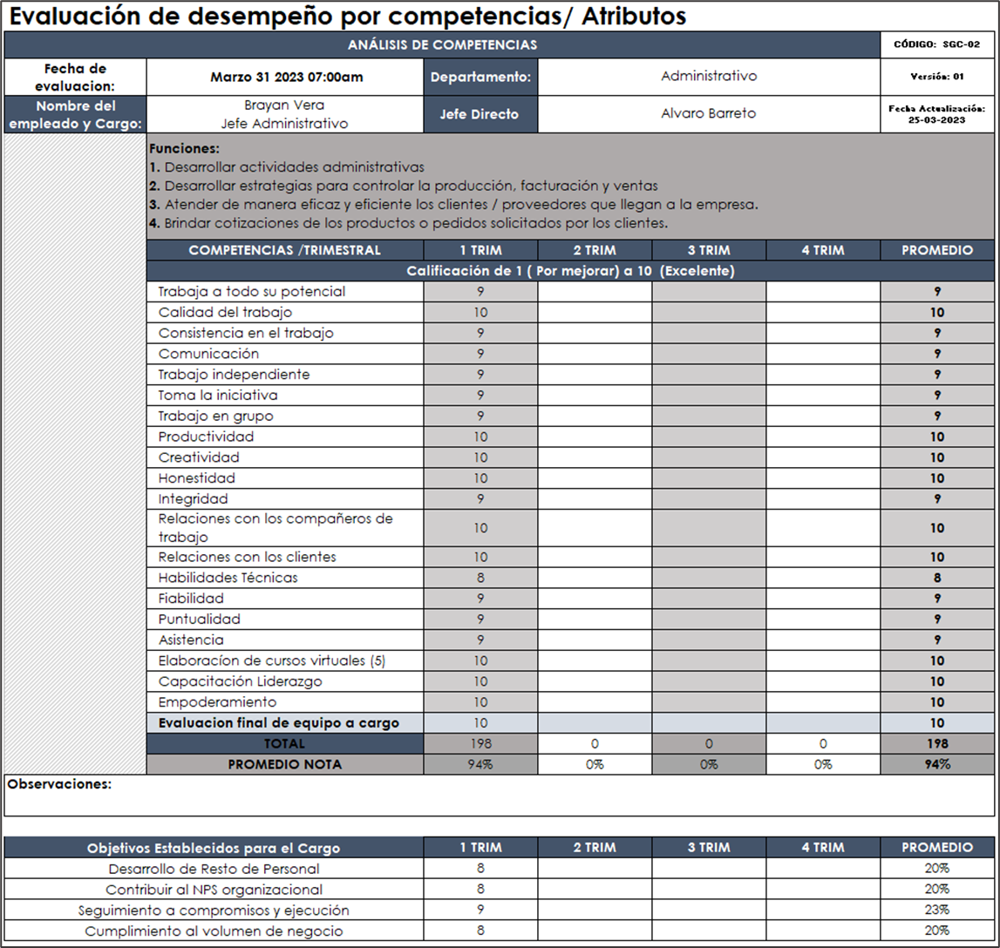 Evaluación de desempeño por competencias/ Atributos
ANÁLISIS DE COMPETENCIAS CÓDIGO: SGC-02
Fecha de
evaluacion: Marzo 31 2023 07:00am Departamento: Administrativo Versión: 01
Nombre del
empleado y Cargo: Brayan Vera
Jefe Administrativo Jefe Directo Alvaro Barreto Fecha Actualización:
25-03-2023
Funciones:
1. Desarrollar actividades administrativas
2. Desarrollar estrategias para controlar la producción, facturación y ventas
3. Atender de manera eficaz y eficiente los clientes / proveedores que llegan a la empresa.
4. Brindar cotizaciones de los productos o pedidos solicitados por los clientes.
COMPETENCIAS /TRIMESTRAL 1 TRIM 2 TRIM 3 TRIM 4 TRIM PROMEDIO
Calificación de 1 ( Por mejorar) a 10 (Excelente)
Trabaja a todo su potencial 9 9
Calidad del trabajo 10 10
Consistencia en el trabajo 9 9
Comunicación 9 9
Trabajo independiente 9 9
Toma la iniciativa 9 9
Trabajo en grupo 9 9
Productividad 10 10
Creatividad 10 10
Honestidad 10 10
Integridad 9 9
Relaciones con los compañeros de
trabajo 10 10
Relaciones con los clientes 10 10
Habilidades Técnicas 8 8
Fiabilidad 9 9
Puntualidad 9 9
Asistencia 9 9
Elaboracíon de cursos virtuales (5) 10 10
Capacitación Liderazgo 10 10
Empoderamiento 10 10
Evaluacion final de equipo a cargo 10 10
TOTAL 198 0 0 0 198
PROMEDIO NOTA 94% 0% 0% 0% 94%
Observaciones:
Objetivos Establecidos para el Cargo 1 TRIM 2 TRIM 3 TRIM 4 TRIM PROMEDIO
Desarrollo de Resto de Personal 8 20%
Contribuir al NPS organizacional 8 20%
Seguimiento a compromisos y ejecución 9 23%
Cumplimiento al volumen de negocio 8 20%